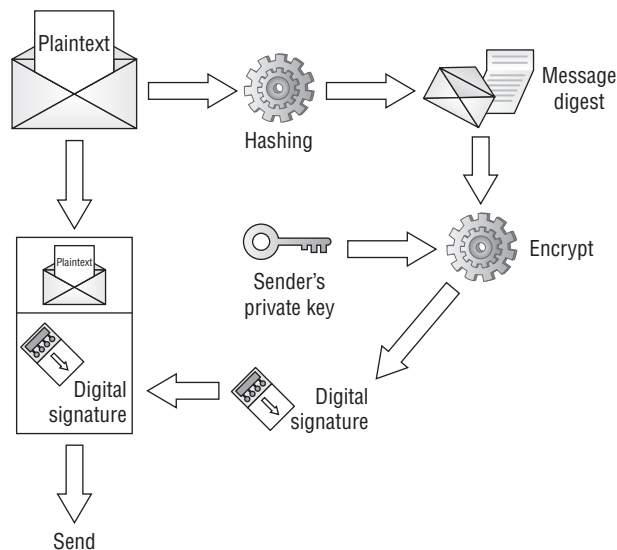 Plaintext
Hashing
Message
digest
Plaintext
Sender's
private key
Encrypt
Digital
signature
Digital
signature
Send